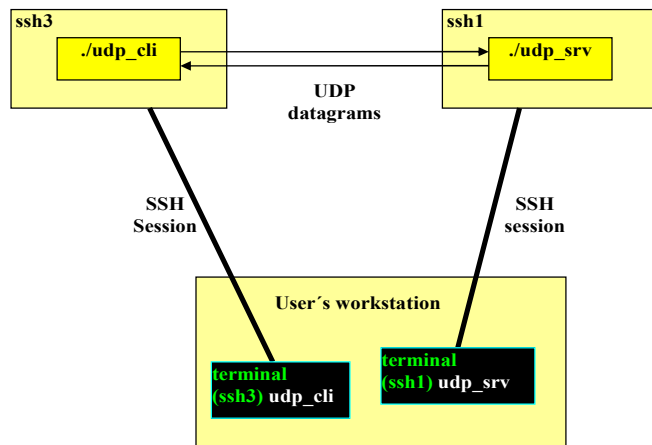 ssh3
./udp_cli
ssh1
./udp_srv
UDP
datagrams
SSH
Session
SSH
session
User´s workstation
terminal
(ssh3) udp_cli
terminal
(ssh1) udp_srv